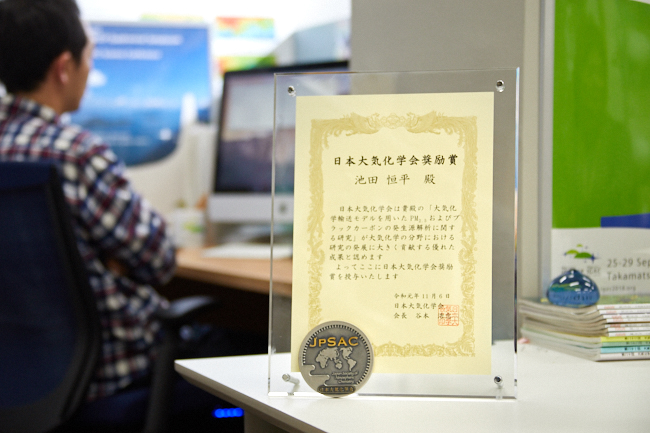 日本大気化学会奨励賞
池田 恒平 殿
日本大気化学会は貴殿の「大気化
学輸送モデルを用いたPM2.5およびブ
ラックカーボンの発生源解析に関す
る研究」が大気化学の分野における
研究の発展に大きく貢献する優れた
成果と認めます
よってここに日本大気化学会奨励
賞を授与いたします
令和元年11月6日
日本大気化学会
会長 谷本 浩志
JpSAC
25-29 Sep
Takamats